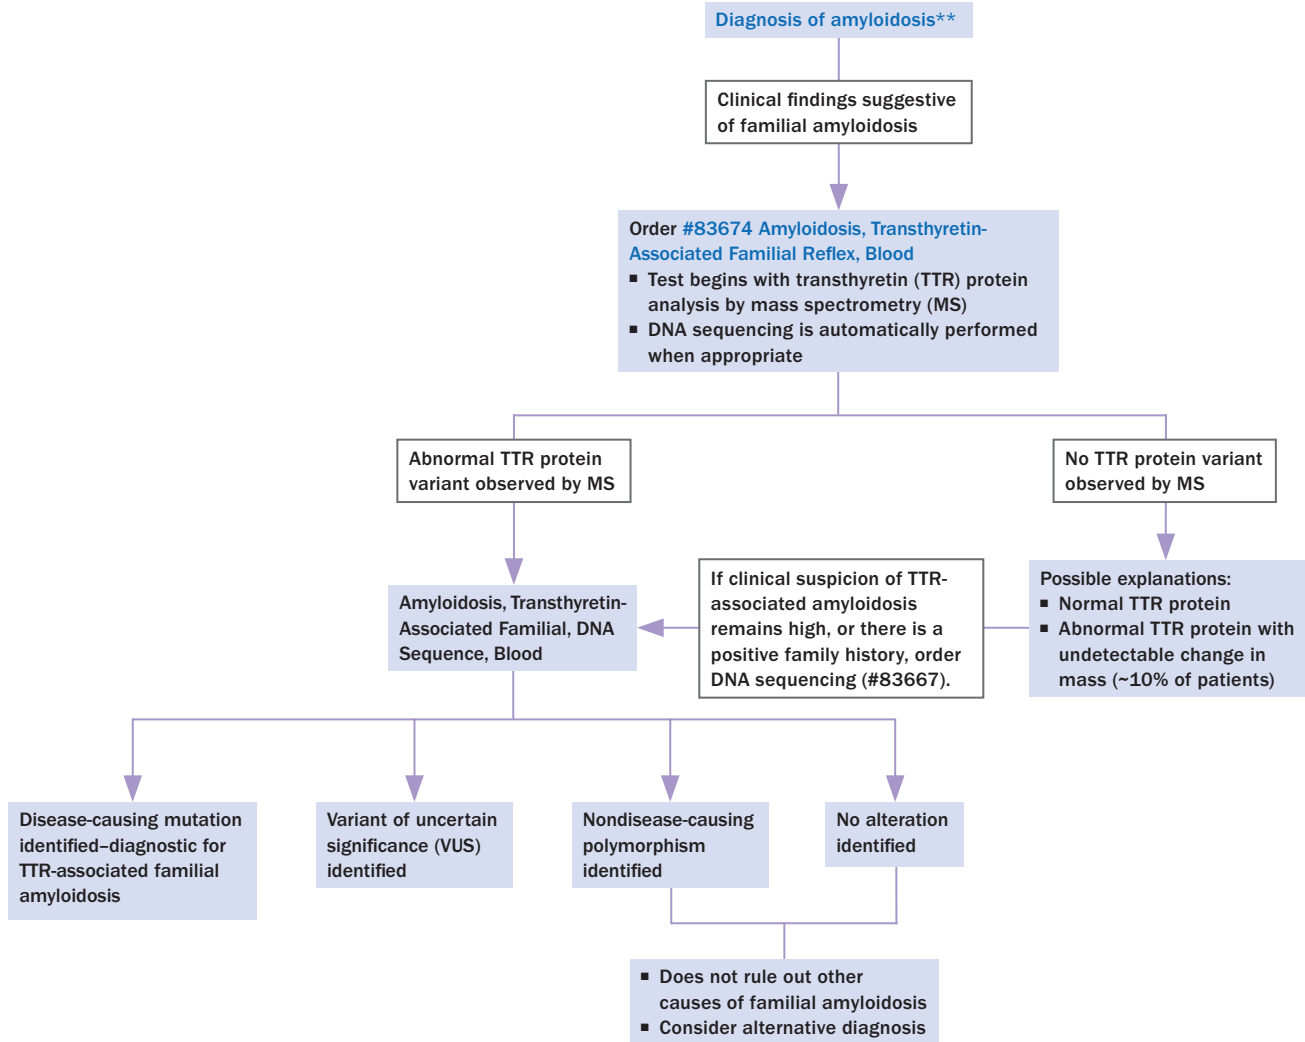 Diagnosis of amyloidosis**
Clinical findings suggestive
of familial amyloidosis
Order #83674 Amyloidosis, Transthyretin-
Associated Familial Reflex, Blood
▪ Test begins with transthyretin (TTR) protein
analysis by mass spectrometry (MS)
▪ DNA sequencing is automatically performed
when appropriate
Abnormal TTR protein
variant observed by MS
No TTR protein variant
observed by MS
Amyloidosis, Transthyretin-
Associated Familial, DNA
Sequence, Blood
If clinical suspicion of TTR-
associated amyloidosis
remains high, or there is a
positive family history, order
DNA sequencing (#83667).
Possible explanations:
▪ Normal TTR protein
▪ Abnormal TTR protein with
undetectable change in
mass (~10% of patients)
Disease-causing mutation
identified–diagnostic for
TTR-associated familial
amyloidosis
Variant of uncertain
significance (VUS)
identified
Nondisease-causing
polymorphism
identified
No alteration
identified
▪ Does not rule out other
causes of familial amyloidosis
▪ Consider alternative diagnosis